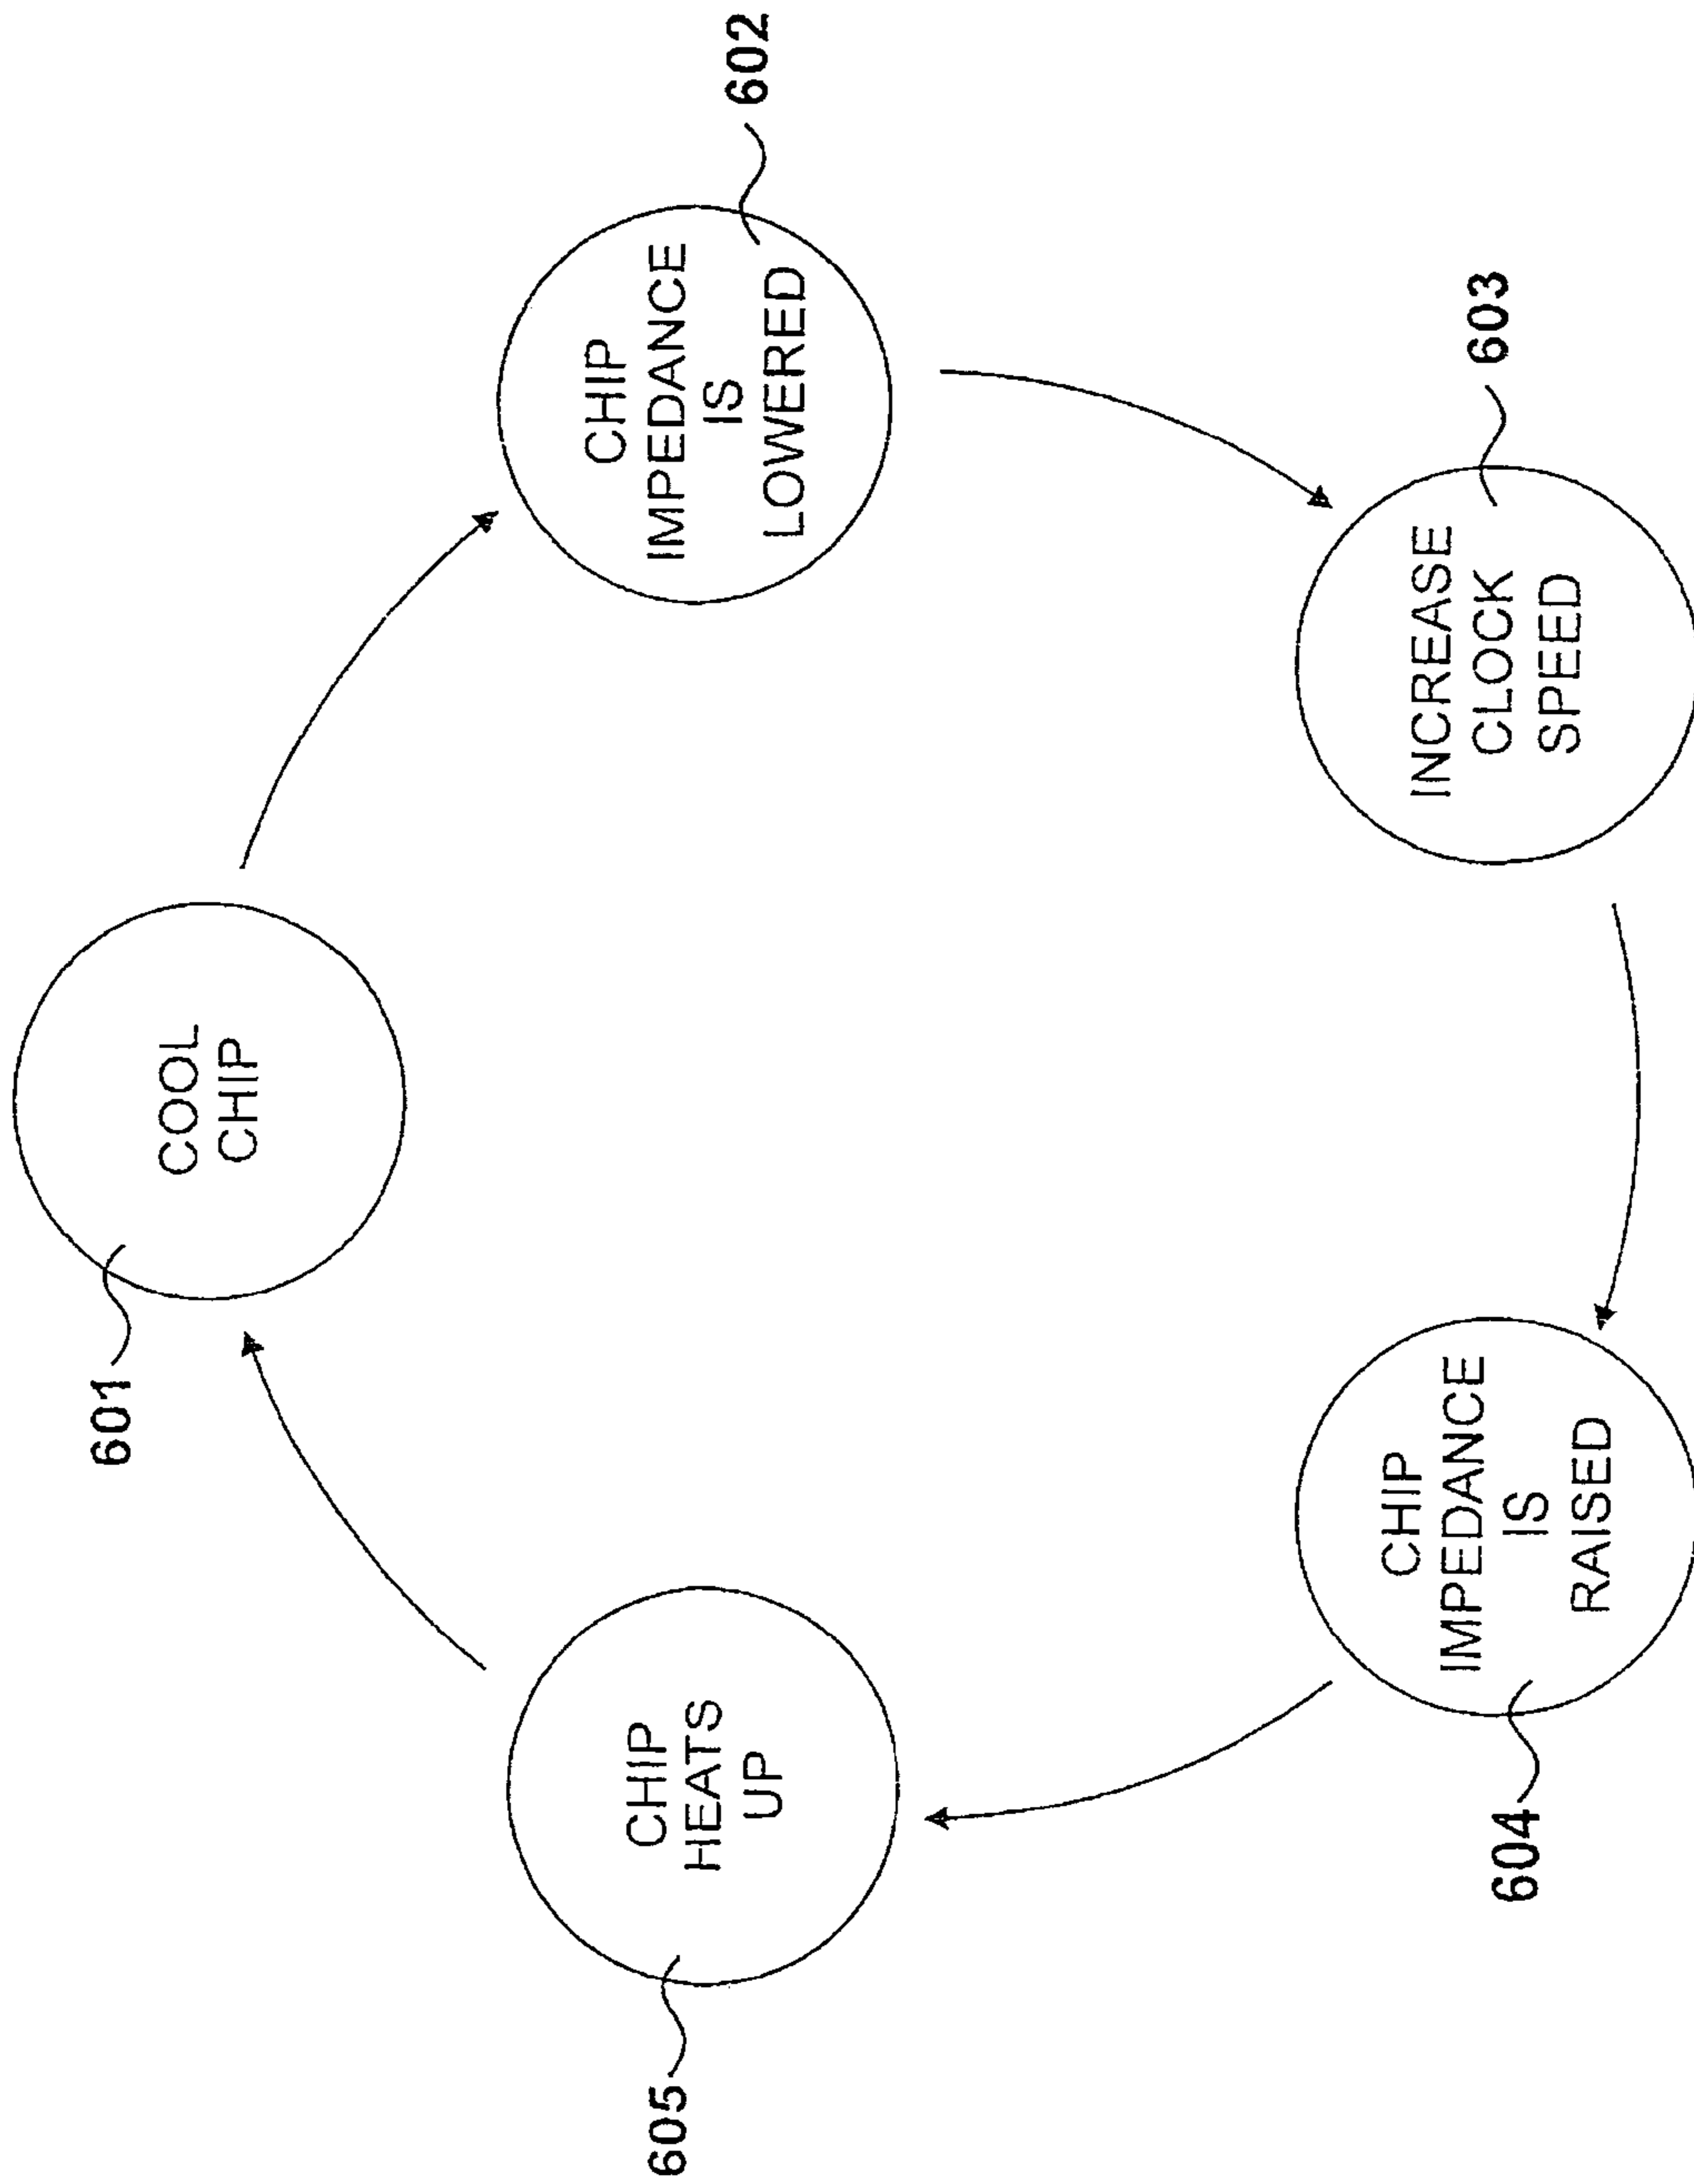 601
COOL
CHIP
602
CHIP
IMPEDANCE
IS
LOWERED
603
INCREASE
CLOCK
SPEED
604
CHIP
IMPEDANCE
IS
RAISED
605
CHIP
HEATS
UP